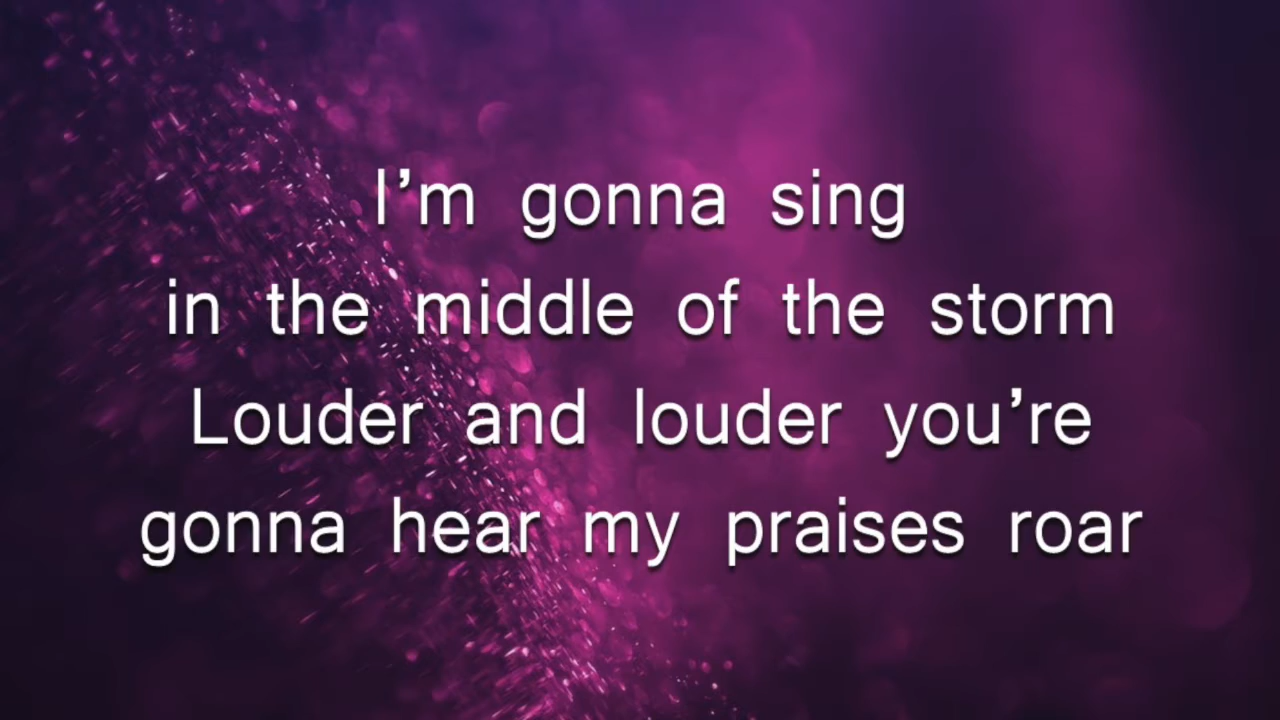 I’m gonna sing
in the middle of the storm
Louder and louder you’re
gonna hear my praises roar